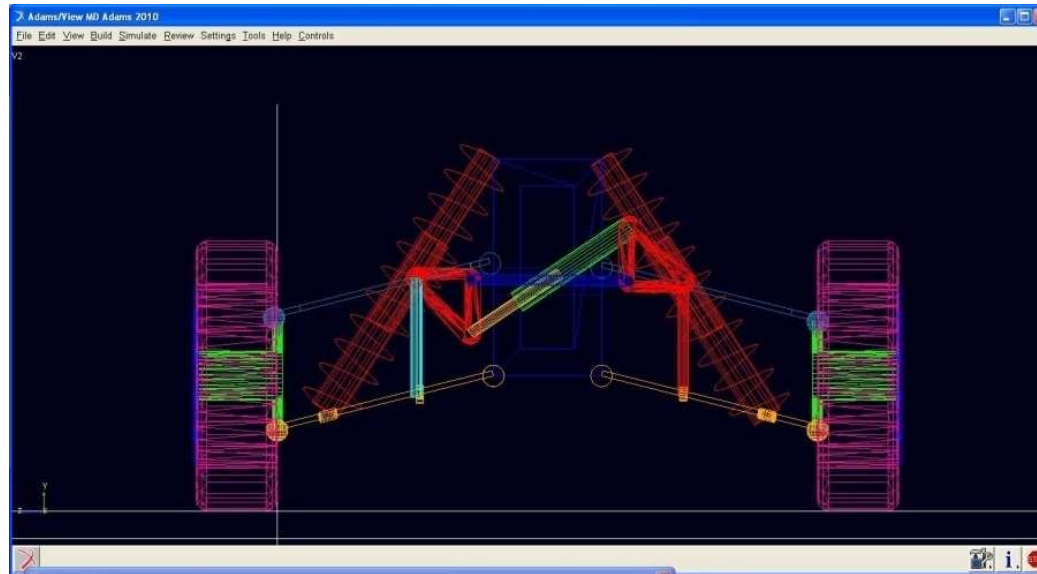 Adams/View MD Adams 2010
File Edit View Build Simulate Review Settings Tools Help Controls
V2
Y
z x
i